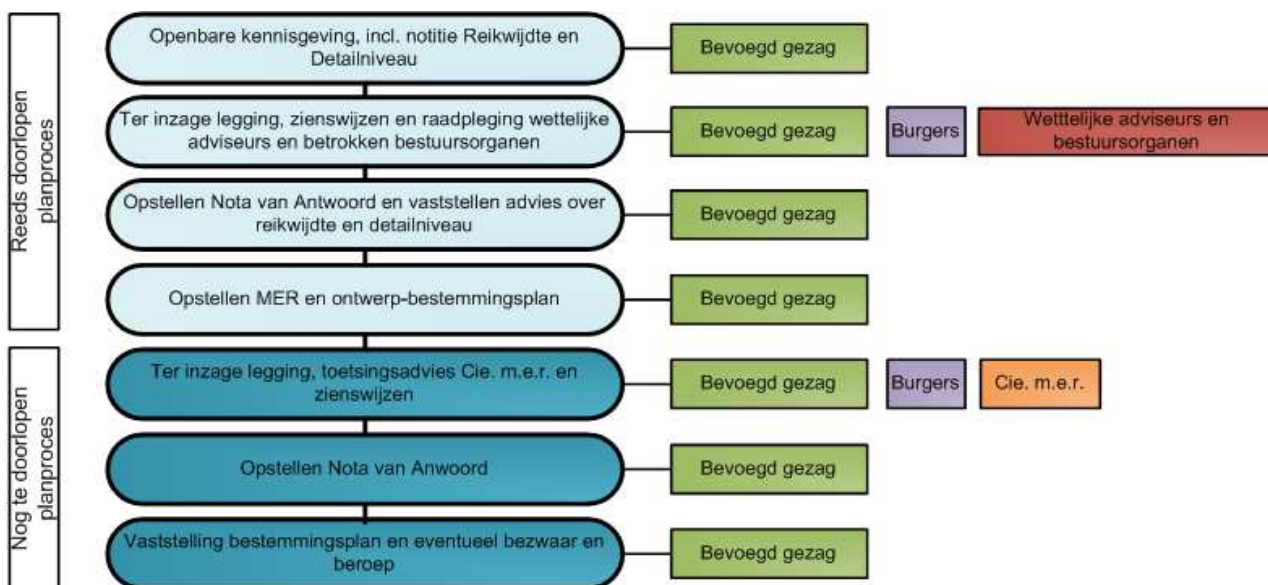 Reeds doorlopen
planproces
Openbare kennisgeving, incl. notitie Reikwijdte en
Detailniveau
Bevoegd gezag
Ter inzage legging, zienswijzen en raadpleging wettelijke
adviseurs en betrokken bestuursorganen
Bevoegd gezag
Burgers
Wetttelijke adviseurs en
bestuursorganen
Opstellen Nota van Antwoord en vaststellen advies over
reikwijdte en detailniveau
Bevoegd gezag
Opstellen MER en ontwerp-bestemmingsplan
Bevoegd gezag
Nog te doorlopen
planproces
Ter inzage legging, toetsingsadvies Cie. m.e.r. en
zienswijzen
Bevoegd gezag
Burgers
Cie. m.e.r.
Opstellen Nota van Anwoord
Bevoegd gezag
Vaststelling bestemmingsplan en eventueel bezwaar en
beroep
Bevoegd gezag